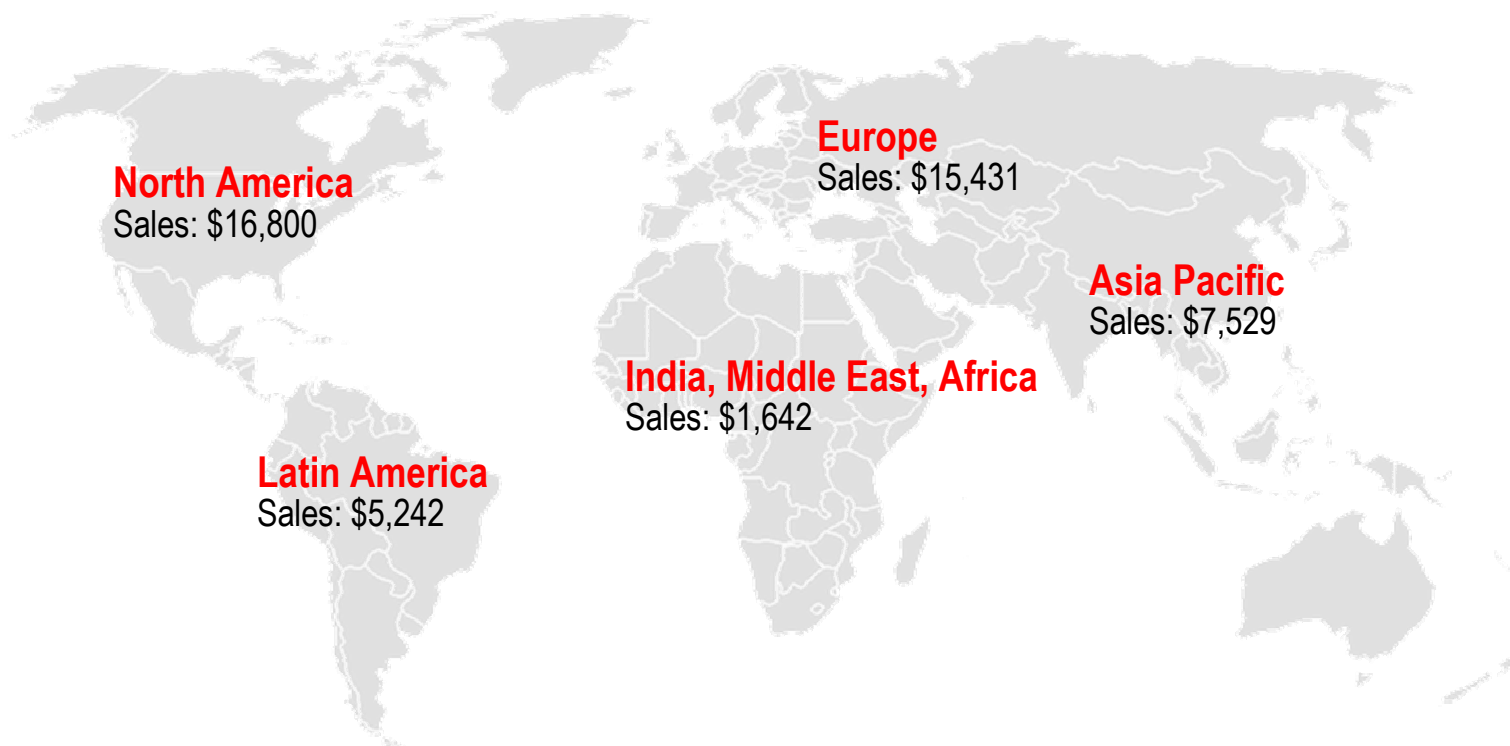 Europe
Sales: $15,431
North America
Sales: $16,800
Asia Pacific
Sales: $7,529
India, Middle East, Africa
Sales: $1,642
Latin America
Sales: $5,242